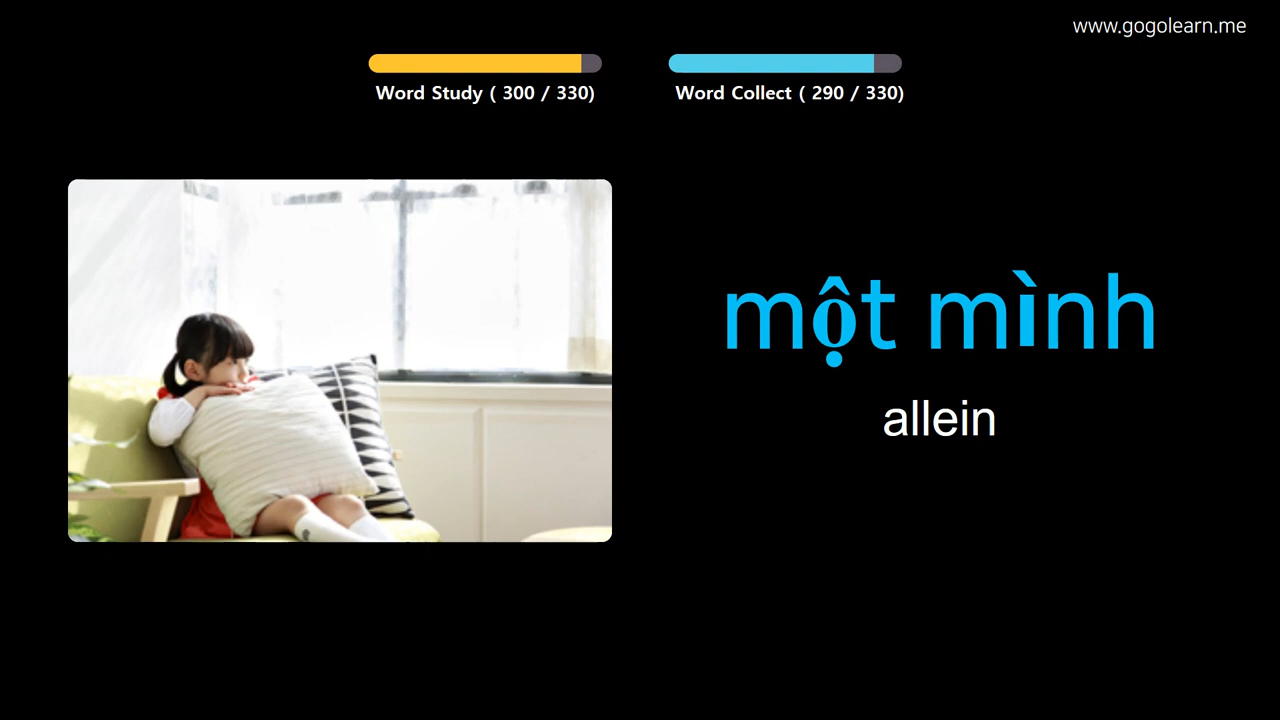 www.gogolearn.me
Word Study ( 300 / 330)
Word Collect ( 290 / 330)
một mình
allein